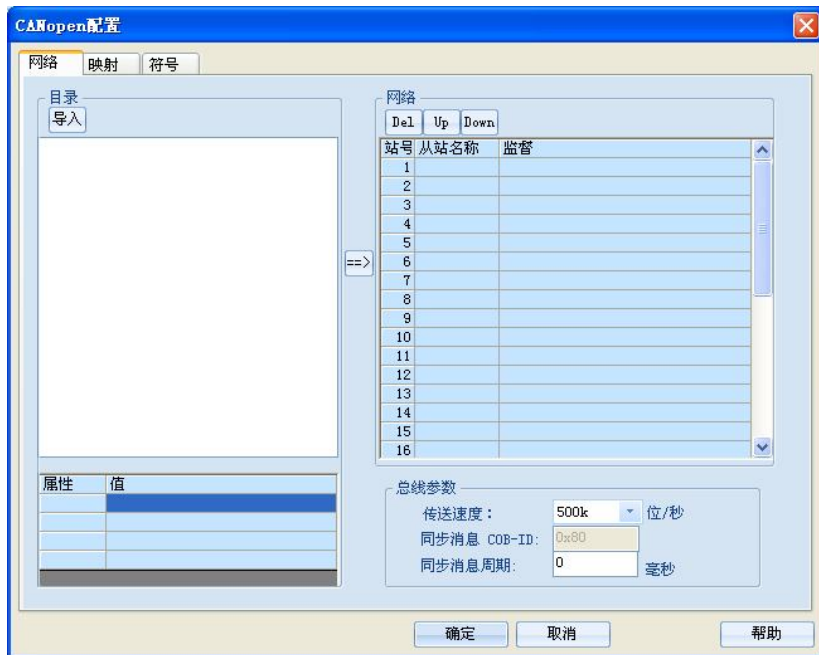 CANopen配置
网络 映射 符号
目录
导入
网络
Del Up Down
站号 从站名称 监督
1
2
3
4
5
6
7
8
9
10
11
12
13
14
15
16
==>
属性 值
总线参数
传送速度： 500k 位/秒
同步消息 COB-ID: 0x80
同步消息周期: 0 毫秒
确定 取消 帮助